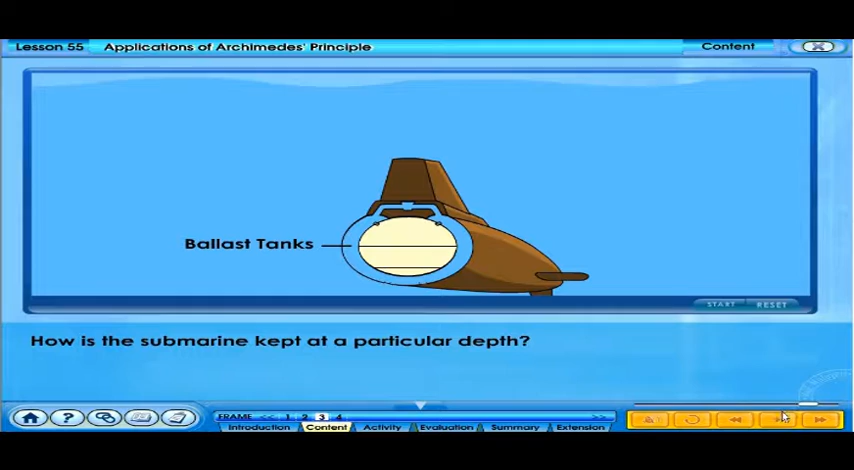 Lesson 55 Applications of Archimedes' Principle Content
Ballast Tanks
START RESET
How is the submarine kept at a particular depth?
FRAME << 1 2 3 4 >>
Introduction Content Activity Evaluation Summary Extension